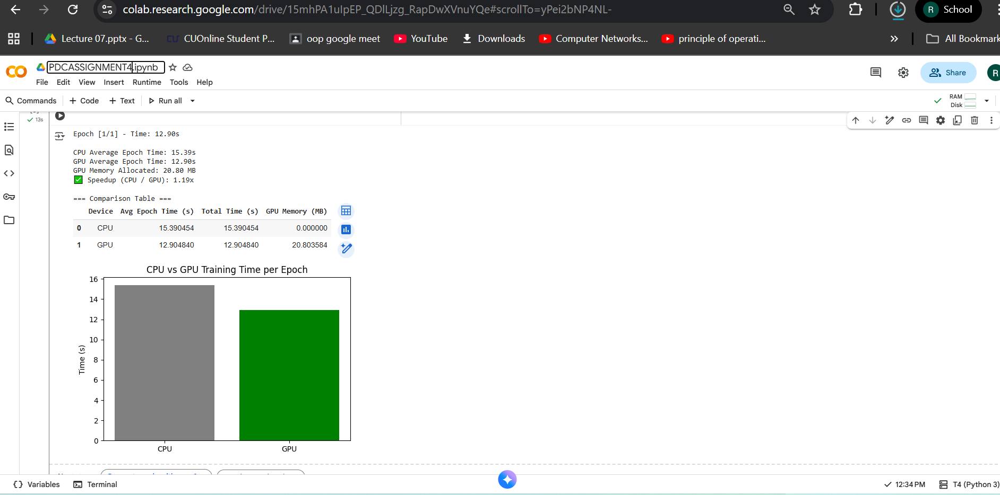 colab.research.google.com/drive/15mhPA1uIpEP_QDlLjzg_RapDwXVnuYQe#scrollTo=yPei2bNP4NL-
R School
Lecture 07.pptx - G... CUOnline Student P... oop google meet YouTube Downloads Computer Networks... principle of operati... » All Bookmark
PDCASSIGNMENT4.ipynb
File Edit View Insert Runtime Tools Help
Share
R
Commands + Code + Text Run all
RAM
Disk
13s
Epoch [1/1] - Time: 12.90s
CPU Average Epoch Time: 15.39s
GPU Average Epoch Time: 12.90s
GPU Memory Allocated: 20.80 MB
✅ Speedup (CPU / GPU): 1.19x
=== Comparison Table ===
Device Avg Epoch Time (s) Total Time (s) GPU Memory (MB)
0 CPU 15.390454 15.390454 0.000000
1 GPU 12.904840 12.904840 20.803584
CPU vs GPU Training Time per Epoch
16
14
12
10
8
6
4
2
0
Time (s)
CPU GPU
Variables Terminal
12:34 PM T4 (Python 3)